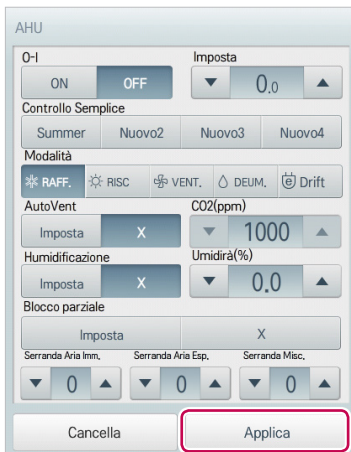 AHU
O-I Imposta
ON OFF 0.0
Controllo Semplice
Summer Nuovo2 Nuovo3 Nuovo4
Modalità
RAFF. RISC VENT. DEUM. Drift
AutoVent CO2(ppm)
Imposta X 1000
Humidificazione Umidirà(%)
Imposta X 0.0
Blocco parziale
Imposta X
Serranda Aria Imm. Serranda Aria Esp. Serranda Misc.
0 0 0
Cancella Applica